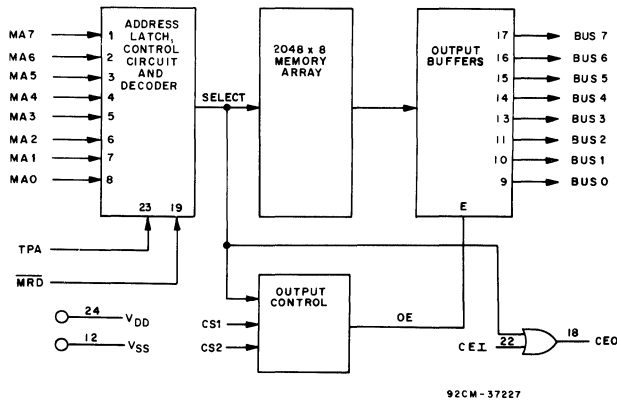 ADDRESS
LATCH,
CONTROL
CIRCUIT
AND
DECODER
MA7 1
MA6 2
MA5 3
MA4 4
MA3 5
MA2 6
MA1 7
MA0 8
23 19
TPA
MRD
SELECT
2048 x 8
MEMORY
ARRAY
OUTPUT
BUFFERS
17 BUS 7
16 BUS 6
15 BUS 5
14 BUS 4
13 BUS 3
11 BUS 2
10 BUS 1
9 BUS 0
E
OUTPUT
CONTROL
CS1
CS2
OE
CEI 22
18 CEO
24 VDD
12 VSS
92CM-37227